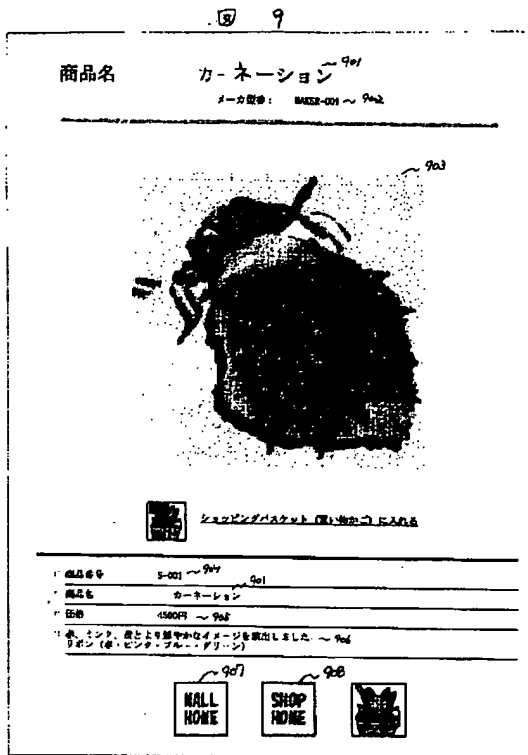 図 9
商品名 カーネーション ~901
メーカ型番: MAKER-001 ~902
~903
ショッピングバスケット (買い物かご) に入れる
商品番号 S-001 ~904
商品名 カーネーション ~901
価格 4500円 ~905
赤、ミンク、
より鮮やかなイメージを演出しました ~906
リボン (赤・ピンク・ブルー・グリーン)
~907 ~908
MALL HOME
SHOP HOME